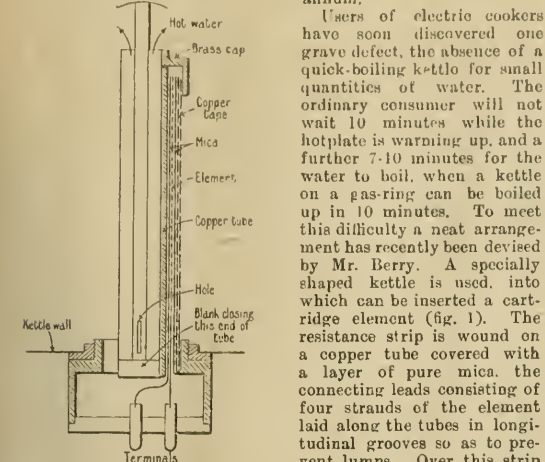 Hot water
Brass cap
Copper
tape
Mica
Element
Copper tube
Hole
Blank closing
this end of
tube
Kettle wall
Terminals
annum.
Users of electric cookers
have soon discovered one
grave defect, the absence of a
quick-boiling kettlo for small
quantities of water. The
ordinary consumer will not
wait 10 minutes while the
hotplate is warming up, and a
further 7-10 minutes for the
water to boil, when a kettle
on a gas-ring can be boiled
up in 10 minutes. To meet
this difficulty a neat arrange-
ment has recently been devised
by Mr. Berry. A specially
shaped kettle is used, into
which can be inserted a cart-
ridge element (fig. 1). The
resistance strip is wound on
a copper tube covered with
a layer of pure mica, the
connecting leads consisting of
four strands of the element
laid along the tubes in longi-
tudinal grooves so as to pre-
vent lumps. Over this strip